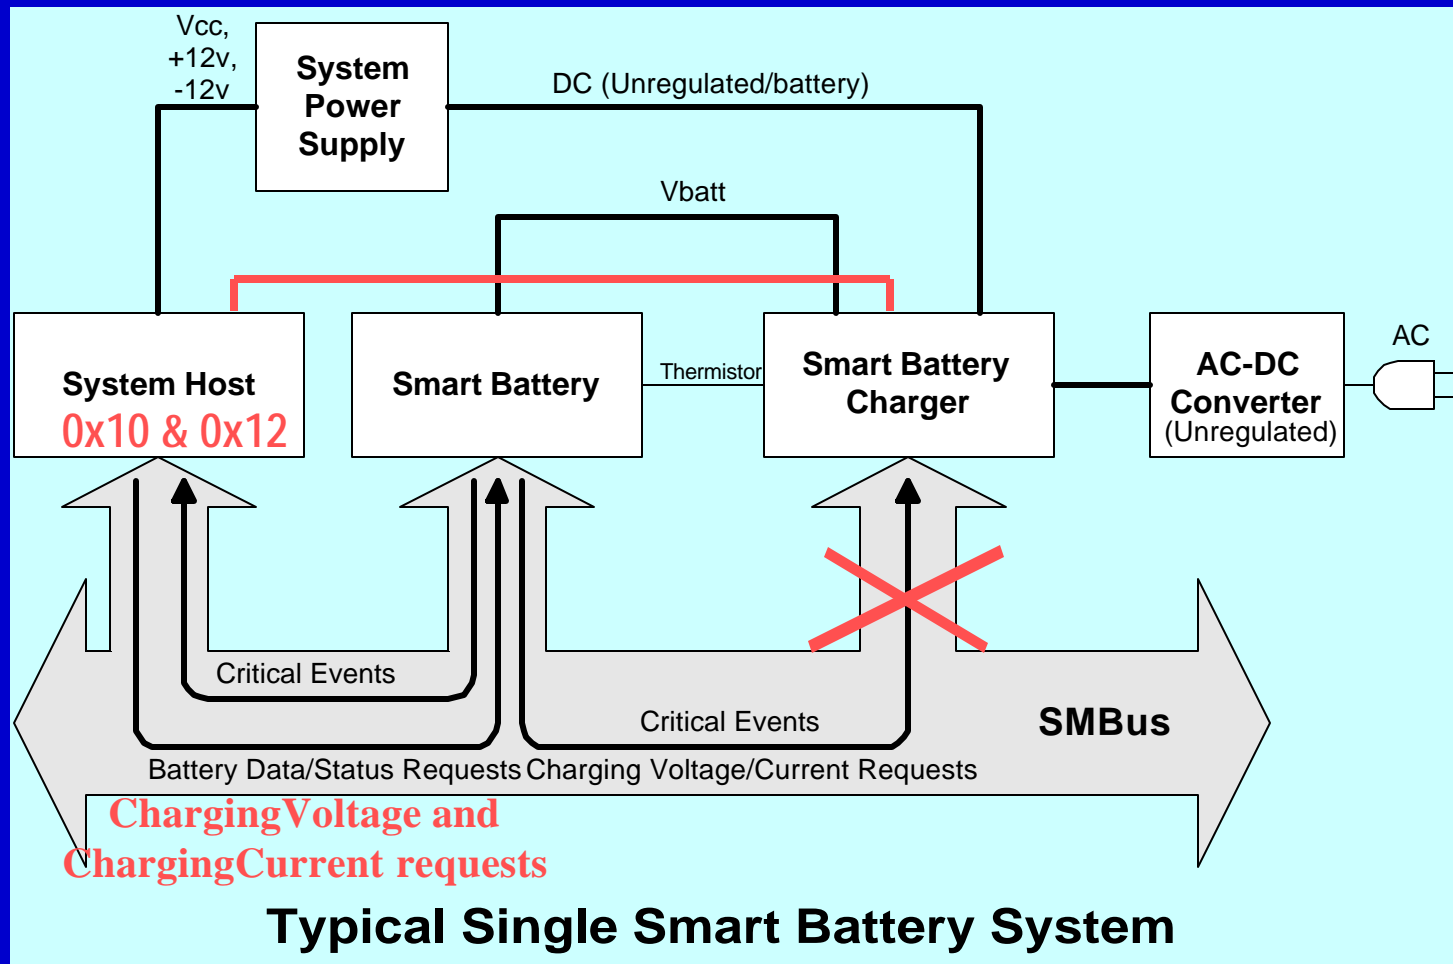 Vcc,
+12v,
-12v
System
Power
Supply
DC (Unregulated/battery)
Vbatt
System Host
0x10 & 0x12
Smart Battery
Thermistor
Smart Battery
Charger
AC-DC
Converter
(Unregulated)
AC
Critical Events
Critical Events
SMBus
Battery Data/Status Requests
Charging Voltage/Current Requests
ChargingVoltage and
ChargingCurrent requests
Typical Single Smart Battery System